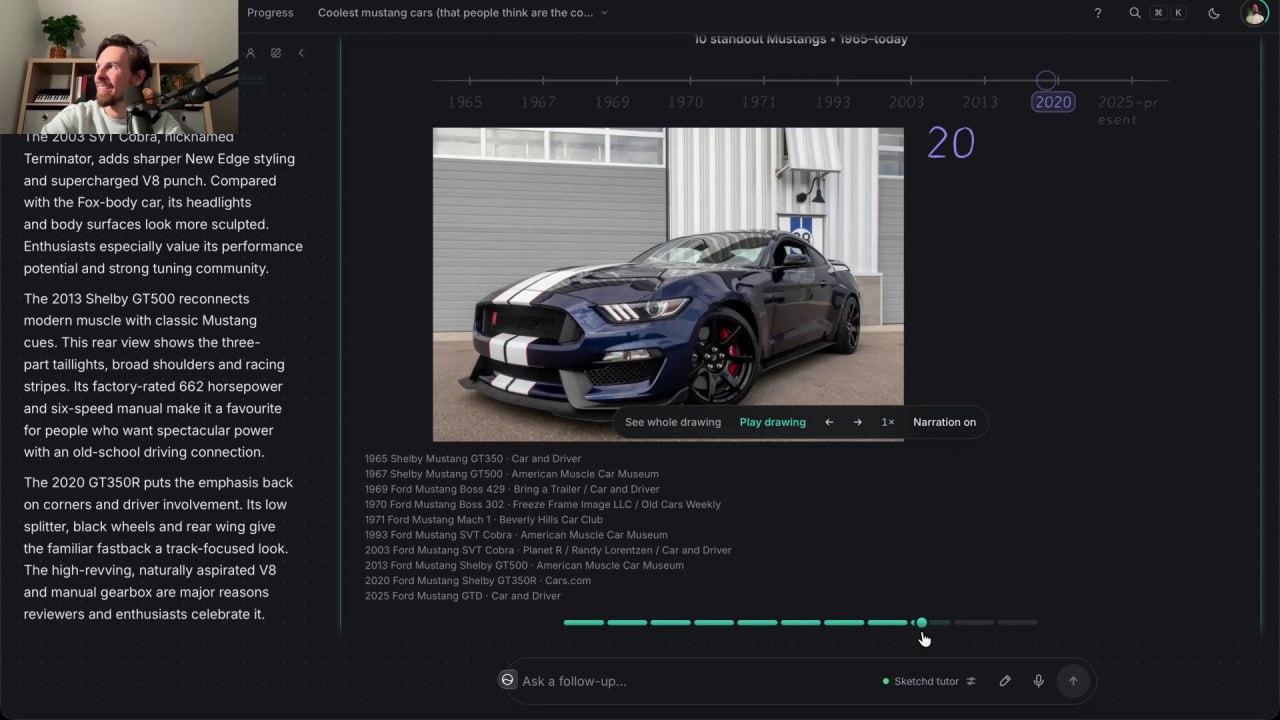 Progress
Coolest mustang cars (that people think are the co...
?
⌘ K
The 2003 SVT Cobra, nicknamed
Terminator, adds sharper New Edge styling
and supercharged V8 punch. Compared
with the Fox-body car, its headlights
and body surfaces look more sculpted.
Enthusiasts especially value its performance
potential and strong tuning community.
The 2013 Shelby GT500 reconnects
modern muscle with classic Mustang
cues. This rear view shows the three-
part taillights, broad shoulders and racing
stripes. Its factory-rated 662 horsepower
and six-speed manual make it a favourite
for people who want spectacular power
with an old-school driving connection.
The 2020 GT350R puts the emphasis back
on corners and driver involvement. Its low
splitter, black wheels and rear wing give
the familiar fastback a track-focused look.
The high-revving, naturally aspirated V8
and manual gearbox are major reasons
reviewers and enthusiasts celebrate it.
10 standout Mustangs • 1965–today
1965 1967 1969 1970 1971 1993 2003 2013 2020 2025-pr
esent
20
See whole drawing Play drawing ← → 1× Narration on
1965 Shelby Mustang GT350 · Car and Driver
1967 Shelby Mustang GT500 · American Muscle Car Museum
1969 Ford Mustang Boss 429 · Bring a Trailer / Car and Driver
1970 Ford Mustang Boss 302 · Freeze Frame Image LLC / Old Cars Weekly
1971 Ford Mustang Mach 1 · Beverly Hills Car Club
1993 Ford Mustang SVT Cobra · American Muscle Car Museum
2003 Ford Mustang SVT Cobra · Planet R / Randy Lorentzen / Car and Driver
2013 Ford Mustang Shelby GT500 · American Muscle Car Museum
2020 Ford Mustang Shelby GT350R · Cars.com
2025 Ford Mustang GTD · Car and Driver
Ask a follow-up...
Sketchd tutor